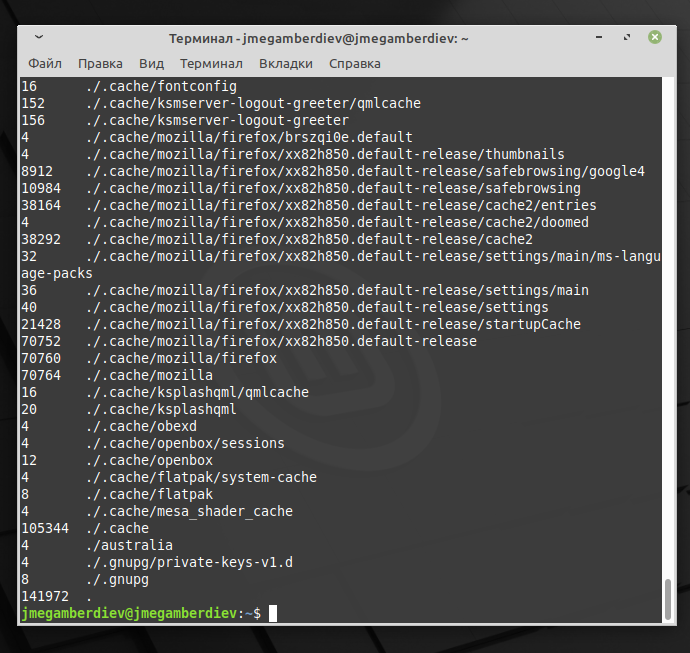 Терминал - jmegamberdiev@jmegamberdiev: ~
Файл Правка Вид Терминал Вкладки Справка
16 ./.cache/fontconfig
152 ./.cache/ksmserver-logout-greeter/qmlcache
156 ./.cache/ksmserver-logout-greeter
4 ./.cache/mozilla/firefox/brszqi0e.default
4 ./.cache/mozilla/firefox/xx82h850.default-release/thumbnails
8912 ./.cache/mozilla/firefox/xx82h850.default-release/safebrowsing/google4
10984 ./.cache/mozilla/firefox/xx82h850.default-release/safebrowsing
38164 ./.cache/mozilla/firefox/xx82h850.default-release/cache2/entries
4 ./.cache/mozilla/firefox/xx82h850.default-release/cache2/doomed
38292 ./.cache/mozilla/firefox/xx82h850.default-release/cache2
32 ./.cache/mozilla/firefox/xx82h850.default-release/settings/main/ms-langu
age-packs
36 ./.cache/mozilla/firefox/xx82h850.default-release/settings/main
40 ./.cache/mozilla/firefox/xx82h850.default-release/settings
21428 ./.cache/mozilla/firefox/xx82h850.default-release/startupCache
70752 ./.cache/mozilla/firefox/xx82h850.default-release
70760 ./.cache/mozilla/firefox
70764 ./.cache/mozilla
16 ./.cache/ksplashqml/qmlcache
20 ./.cache/ksplashqml
4 ./.cache/obexd
4 ./.cache/openbox/sessions
12 ./.cache/openbox
4 ./.cache/flatpak/system-cache
8 ./.cache/flatpak
4 ./.cache/mesa_shader_cache
105344 ./.cache
4 ./australia
4 ./.gnupg/private-keys-v1.d
8 ./.gnupg
141972 .
jmegamberdiev@jmegamberdiev:~$